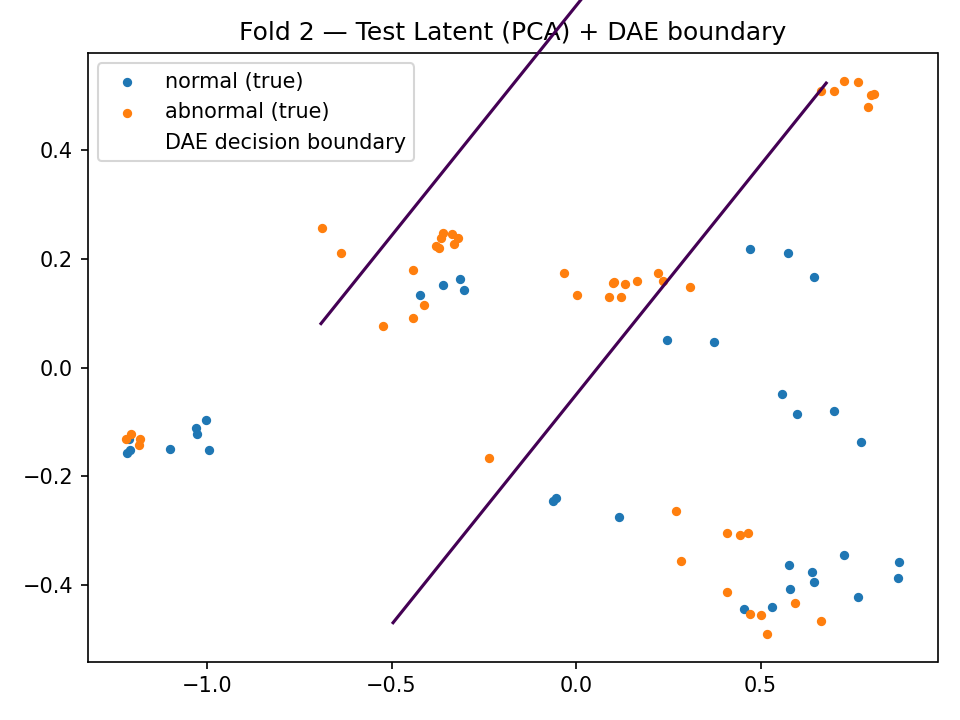 Fold 2 — Test Latent (PCA) + DAE boundary
normal (true)
abnormal (true)
DAE decision boundary
0.4
0.2
0.0
−0.2
−0.4
−1.0
−0.5
0.0
0.5